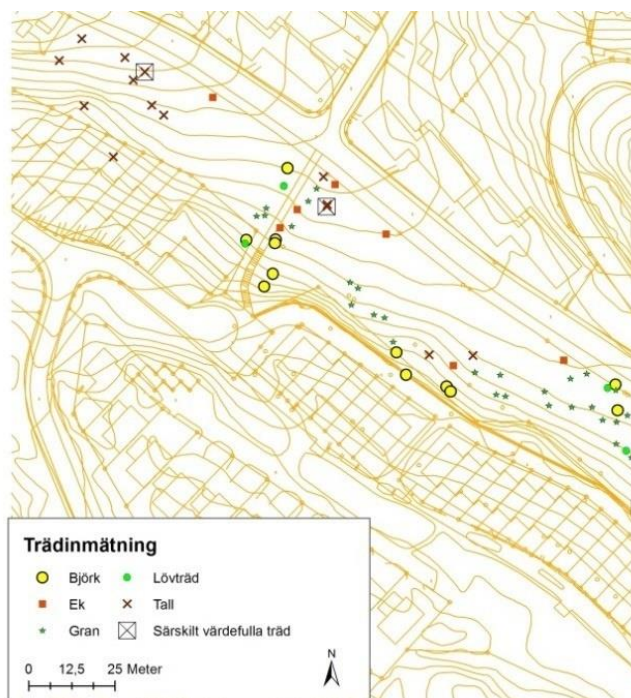 Trädinmätning
Björk Lövträd
Ek Tall
Gran Särskilt värdefulla träd
0 12,5 25 Meter
N